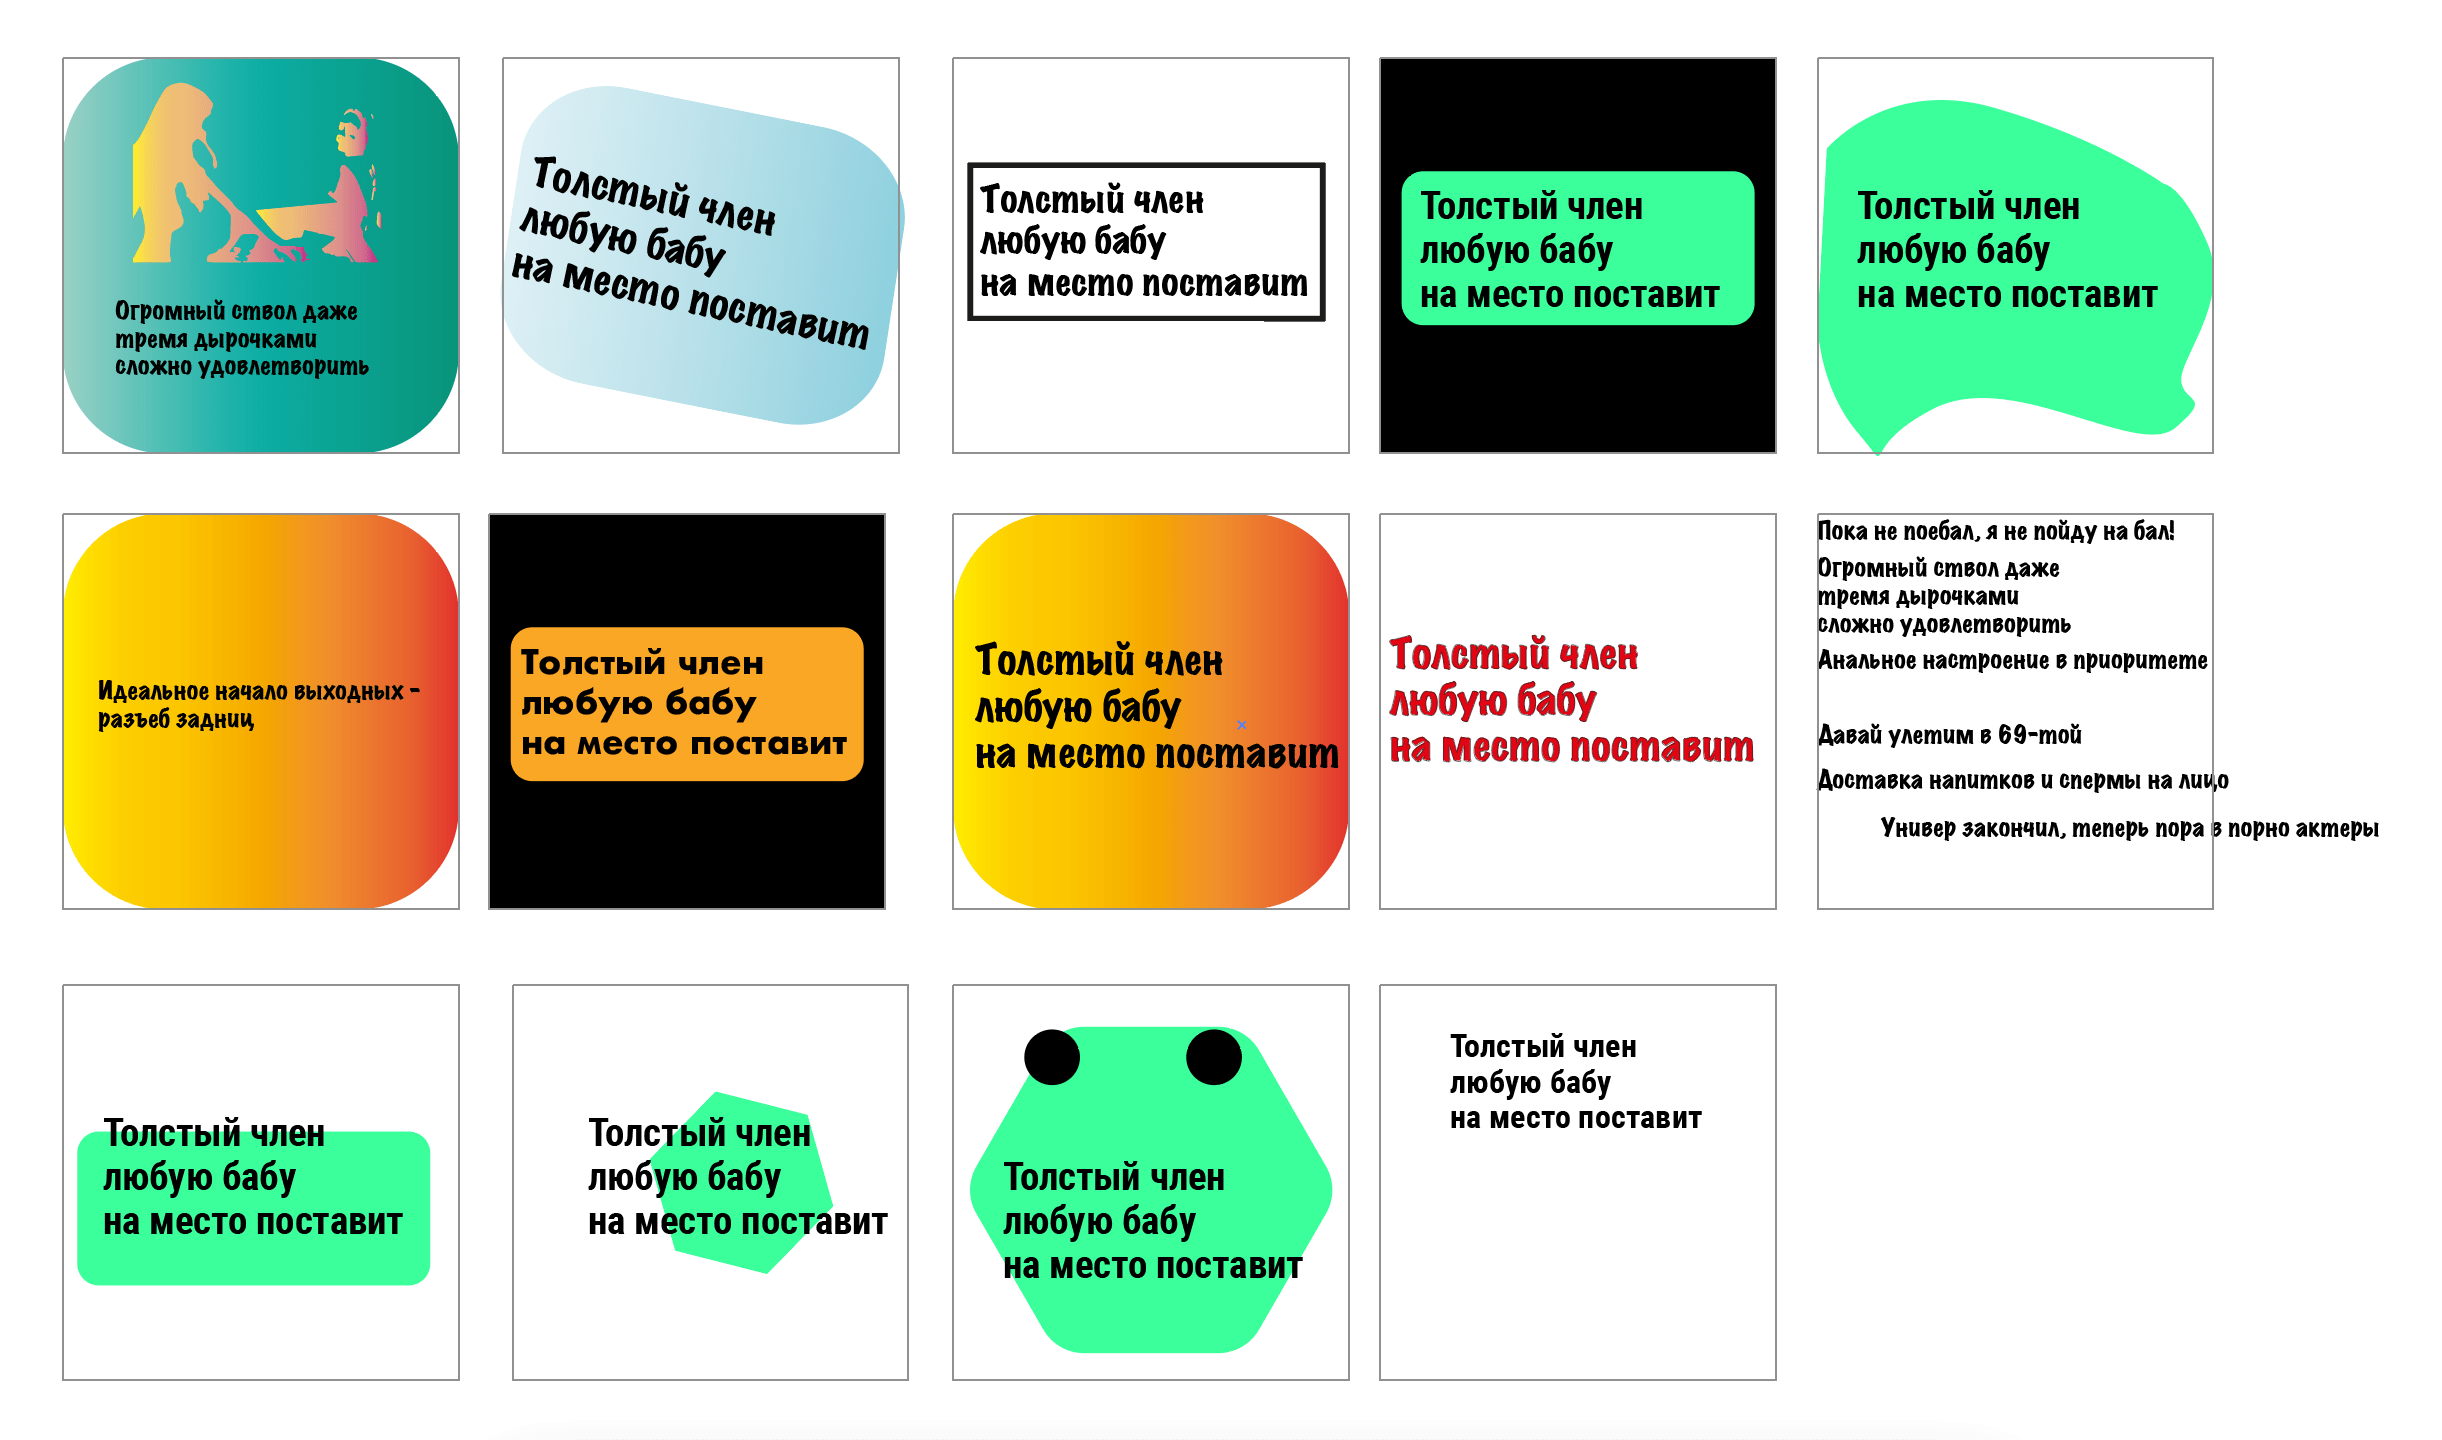 Огромный ствол даже
тремя дырочками
сложно удовлетворить
Толстый член
любую бабу
на место поставит
Толстый член
любую бабу
на место поставит
Толстый член
любую бабу
на место поставит
Толстый член
любую бабу
на место поставит
Идеальное начало выходных -
разъеб задниц
Толстый член
любую бабу
на место поставит
Толстый член
любую бабу
на место поставит
Толстый член
любую бабу
на место поставит
Пока не поебал, я не пойду на бал!
Огромный ствол даже
тремя дырочками
сложно удовлетворить
Анальное настроение в приоритете
Давай улетим в 69-той
Доставка напитков и спермы на лицо
Универ закончил, теперь пора в порно актеры
Толстый член
любую бабу
на место поставит
Толстый член
любую бабу
на место поставит
Толстый член
любую бабу
на место поставит
Толстый член
любую бабу
на место поставит